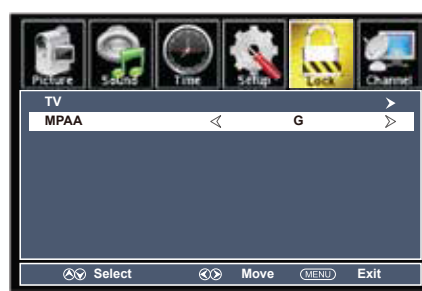 Picture Sound Time Setup Lock Channel
TV
MPAA G
Select Move MENU Exit